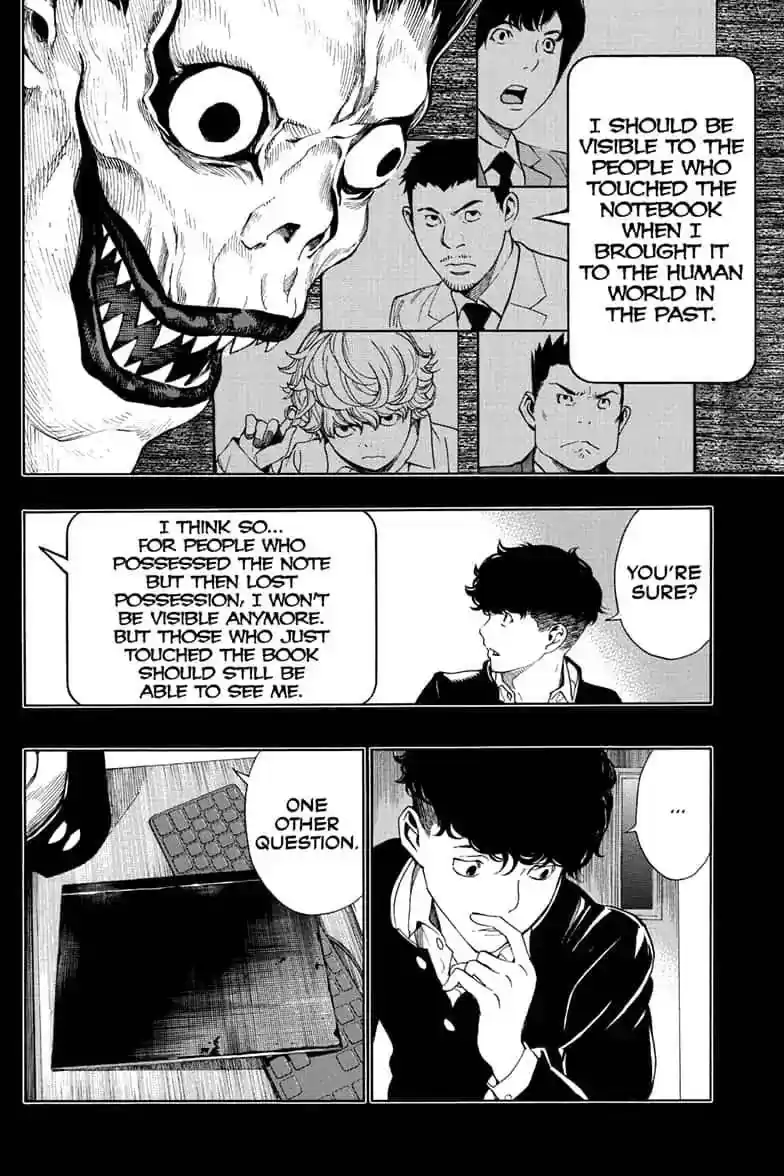 I SHOULD BE
VISIBLE TO THE
PEOPLE WHO
TOUCHED THE
NOTEBOOK
WHEN I
BROUGHT IT
TO THE HUMAN
WORLD IN
THE PAST.
YOU'RE
SURE?
I THINK SO...
FOR PEOPLE WHO
POSSESSED THE NOTE
BUT THEN LOST
POSSESSION, I WON'T
BE VISIBLE ANYMORE.
BUT THOSE WHO JUST
TOUCHED THE BOOK
SHOULD STILL BE
ABLE TO SEE ME.
...
ONE
OTHER
QUESTION.